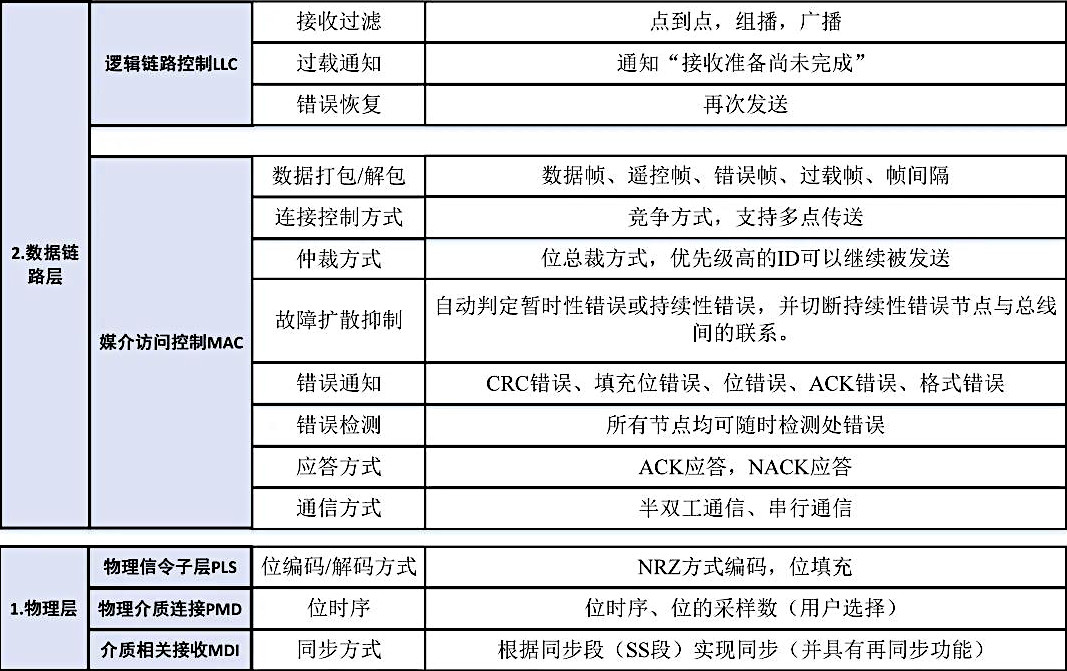 2.数据链
路层
逻辑链路控制LLC
接收过滤
点到点，组播，广播
过载通知
通知“接收准备尚未完成”
错误恢复
再次发送
媒介访问控制MAC
数据打包/解包
数据帧、遥控帧、错误帧、过载帧、帧间隔
连接控制方式
竞争方式，支持多点传送
仲裁方式
位总裁方式，优先级高的ID可以继续被发送
故障扩散抑制
自动判定暂时性错误或持续性错误，并切断持续性错误节点与总线
间的联系。
错误通知
CRC错误、填充位错误、位错误、ACK错误、格式错误
错误检测
所有节点均可随时检测处错误
应答方式
ACK应答，NACK应答
通信方式
半双工通信、串行通信
1.物理层
物理信令子层PLS
位编码/解码方式
NRZ方式编码，位填充
物理介质连接PMD
位时序
位时序、位的采样数（用户选择）
介质相关接收MDI
同步方式
根据同步段（SS段）实现同步（并具有再同步功能）